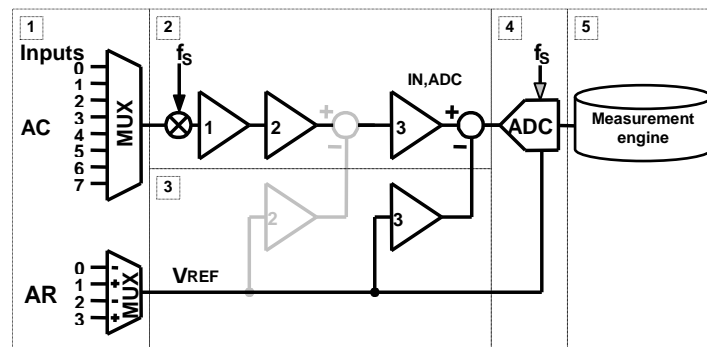 1
2
3
4
5
Inputs
AC
0
1
2
3
4
5
6
7
MUX
fS
1
2
+
−
IN,ADC
3
+
−
fS
ADC
Measurement
engine
2
3
AR
0 -
1 +
2 -
3 +
MUX
VREF